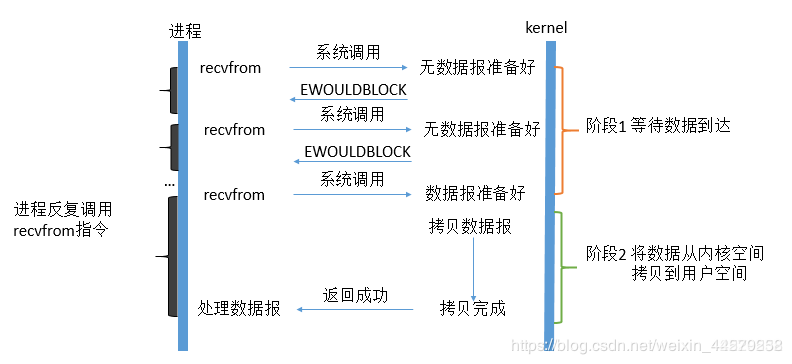 进程
kernel
系统调用
recvfrom
无数据报准备好
EWOULDBLOCK
系统调用
recvfrom
无数据报准备好
阶段1 等待数据到达
EWOULDBLOCK
系统调用
...
recvfrom
数据报准备好
进程反复调用
recvfrom指令
拷贝数据报
阶段2 将数据从内核空间
拷贝到用户空间
返回成功
处理数据报
拷贝完成